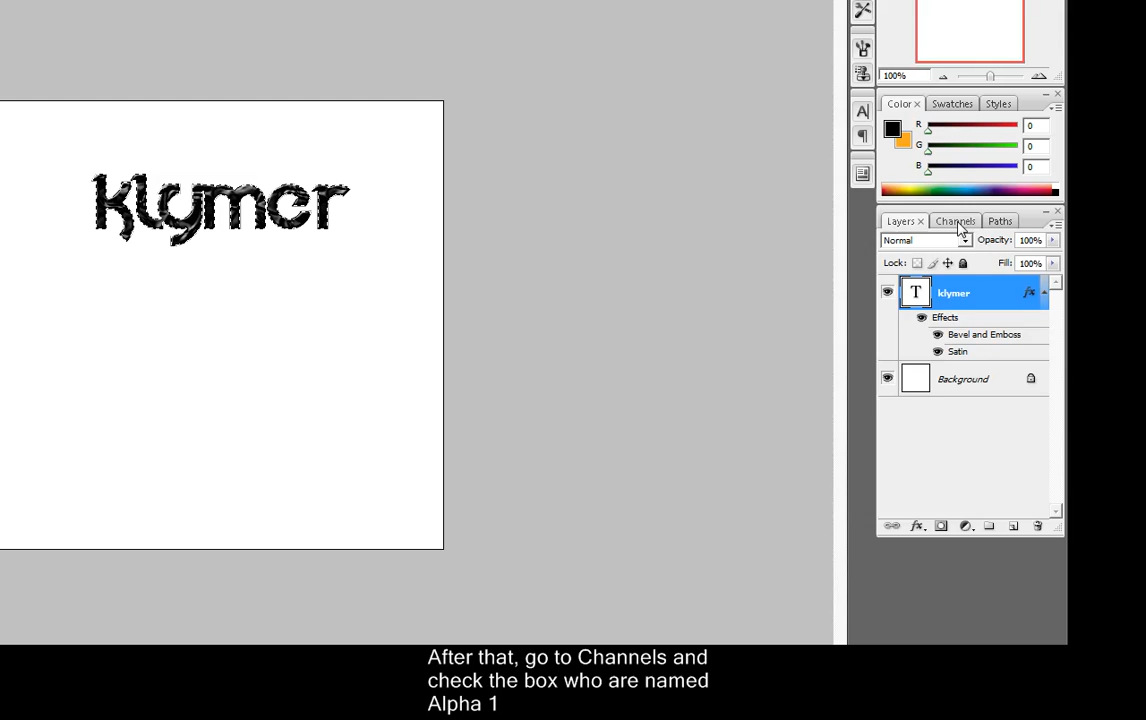 100%
Color × Swatches Styles
R 0
G 0
B 0
klymer
Layers × Channels Paths
Normal Opacity: 100%
Lock: Fill: 100%
T klymer fx
Effects
Bevel and Emboss
Satin
Background
fx.
After that, go to Channels and
check the box who are named
Alpha 1